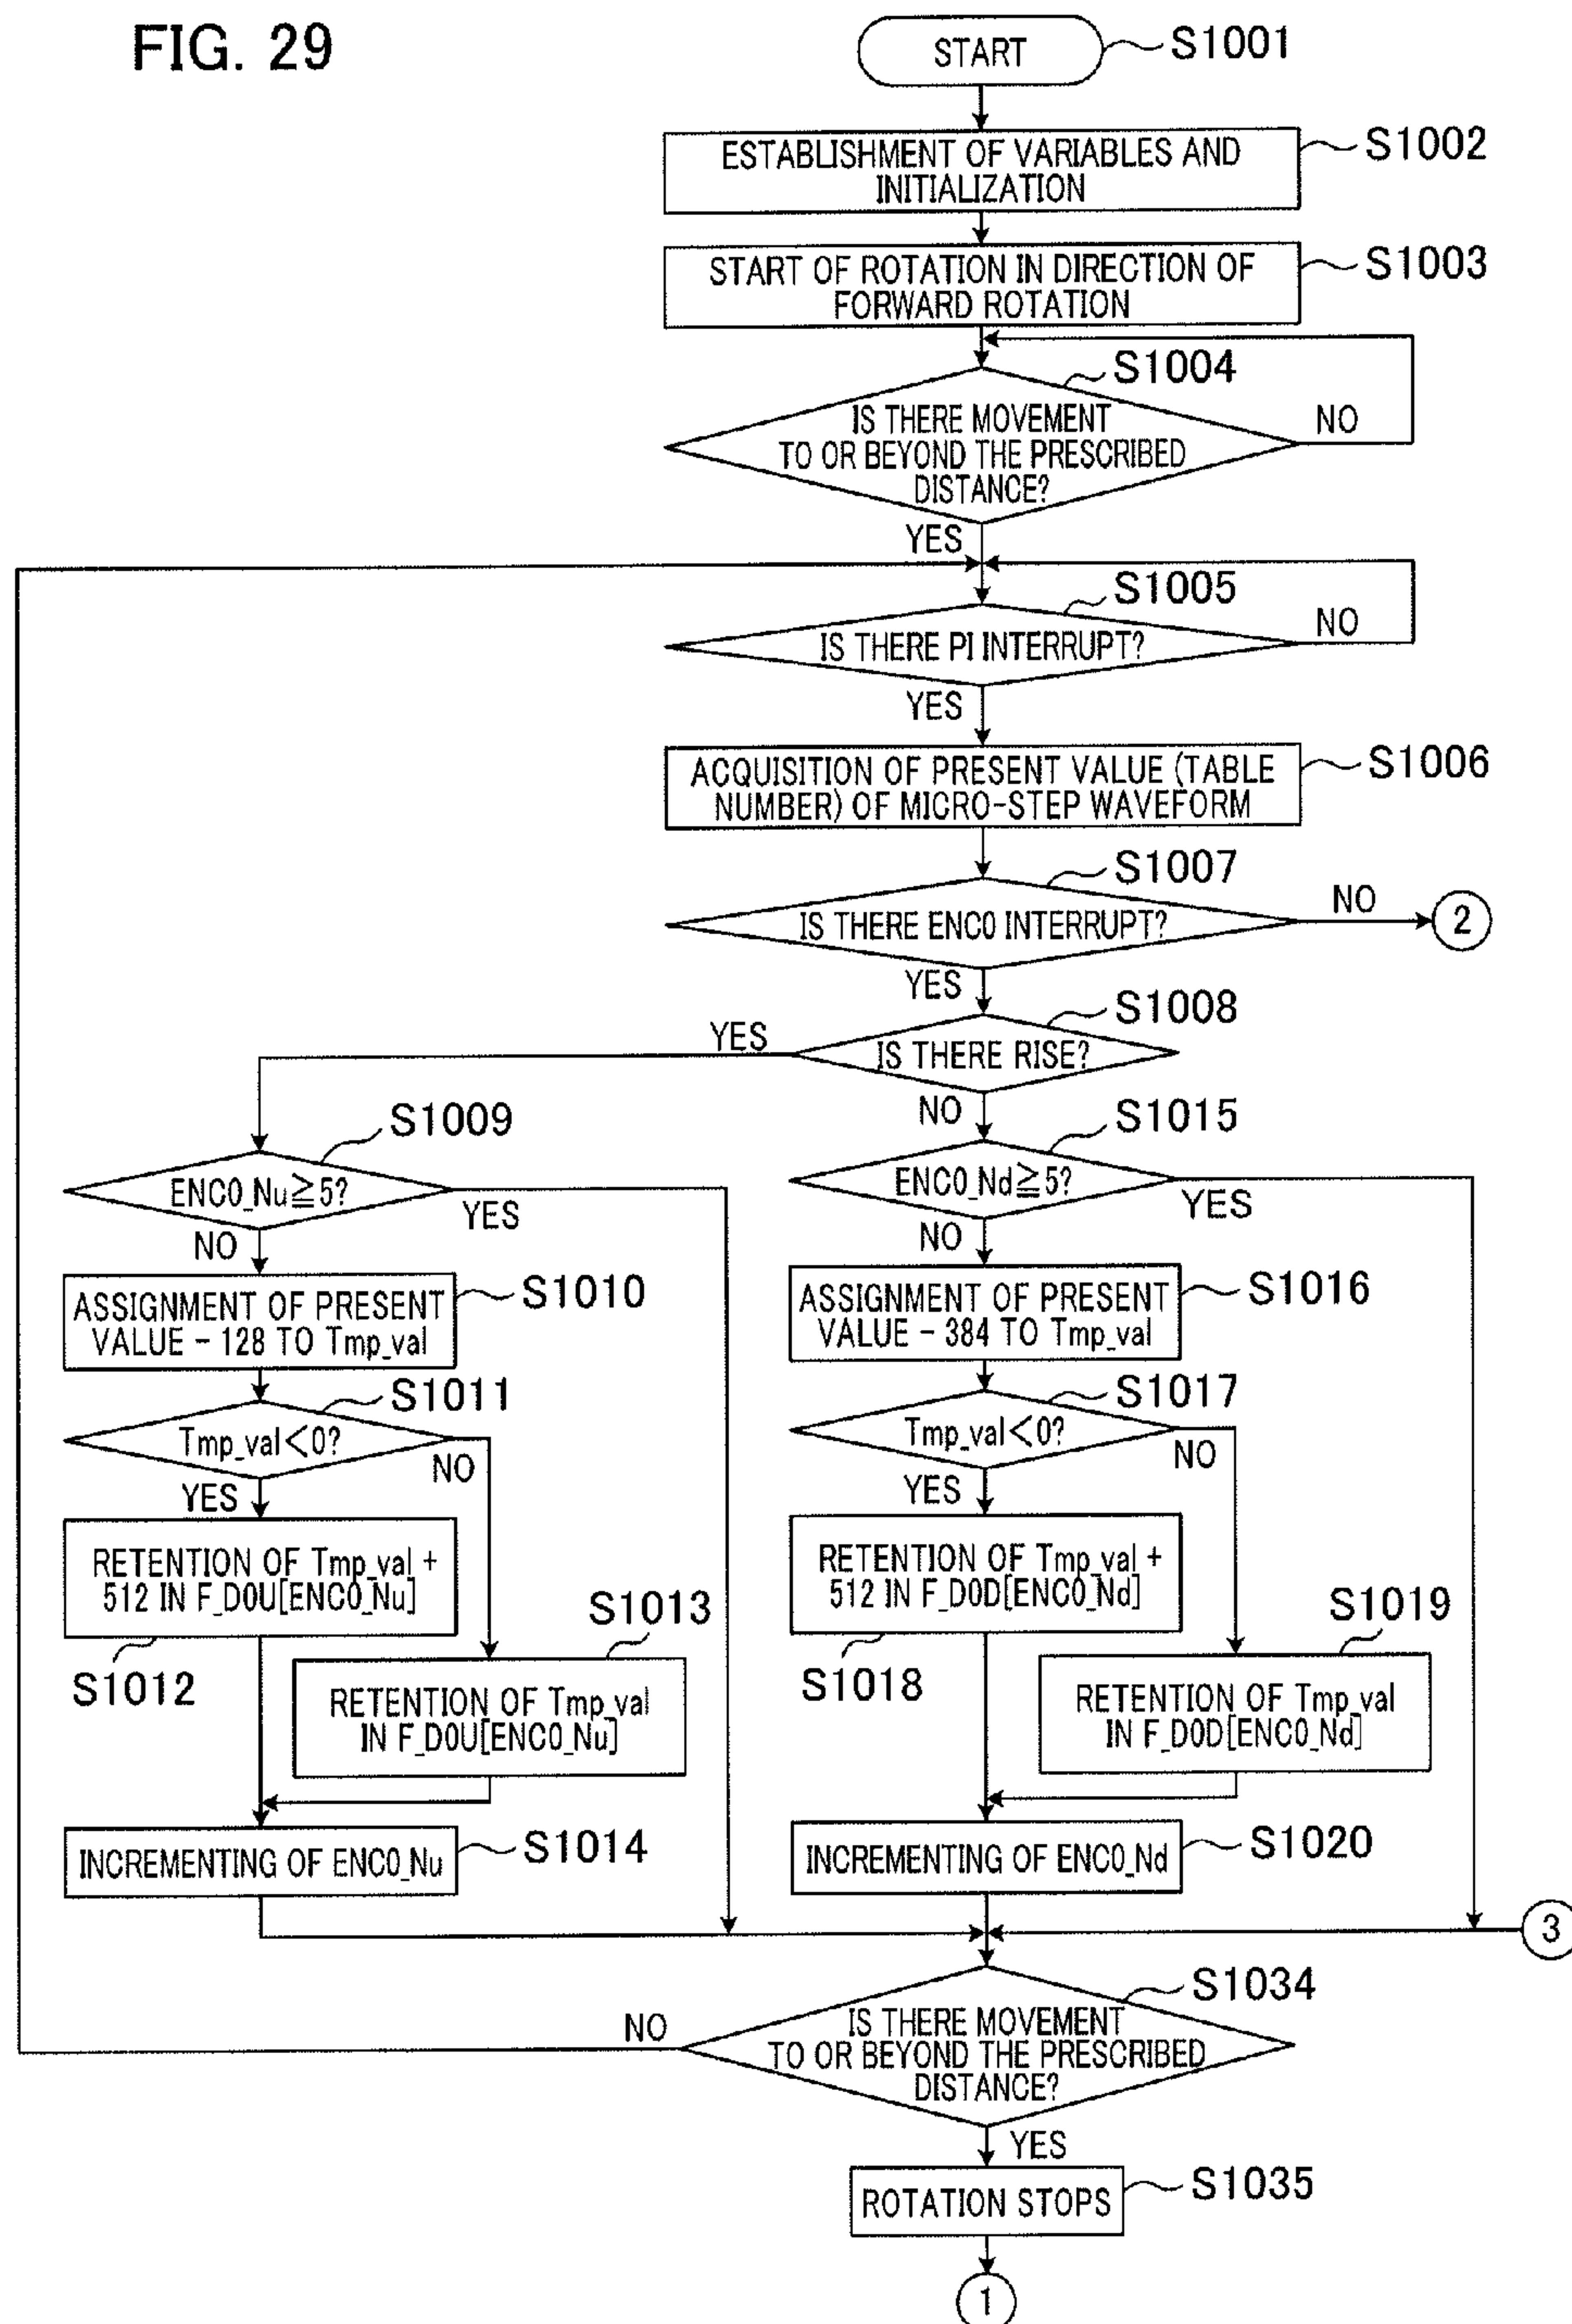 FIG. 29
START
S1001
ESTABLISHMENT OF VARIABLES AND
INITIALIZATION
S1002
START OF ROTATION IN DIRECTION OF
FORWARD ROTATION
S1003
S1004
IS THERE MOVEMENT
TO OR BEYOND THE PRESCRIBED
DISTANCE?
NO
YES
S1005
IS THERE PI INTERRUPT?
NO
YES
ACQUISITION OF PRESENT VALUE (TABLE
NUMBER) OF MICRO-STEP WAVEFORM
S1006
S1007
IS THERE ENC0 INTERRUPT?
NO
2
YES
S1008
IS THERE RISE?
YES
NO
S1009
ENC0_Nu≧5?
YES
NO
S1015
ENC0_Nd≧5?
YES
NO
ASSIGNMENT OF PRESENT
VALUE - 128 TO Tmp_val
S1010
ASSIGNMENT OF PRESENT
VALUE - 384 TO Tmp_val
S1016
S1011
Tmp_val<0?
NO
YES
S1017
Tmp_val<0?
NO
YES
RETENTION OF Tmp_val +
512 IN F_D0U[ENC0_Nu]
S1012
S1013
RETENTION OF Tmp_val
IN F_D0U[ENC0_Nu]
RETENTION OF Tmp_val +
512 IN F_D0D[ENC0_Nd]
S1018
S1019
RETENTION OF Tmp_val
IN F_D0D[ENC0_Nd]
INCREMENTING OF ENC0_Nu
S1014
INCREMENTING OF ENC0_Nd
S1020
3
S1034
IS THERE MOVEMENT
TO OR BEYOND THE PRESCRIBED
DISTANCE?
NO
YES
ROTATION STOPS
S1035
1